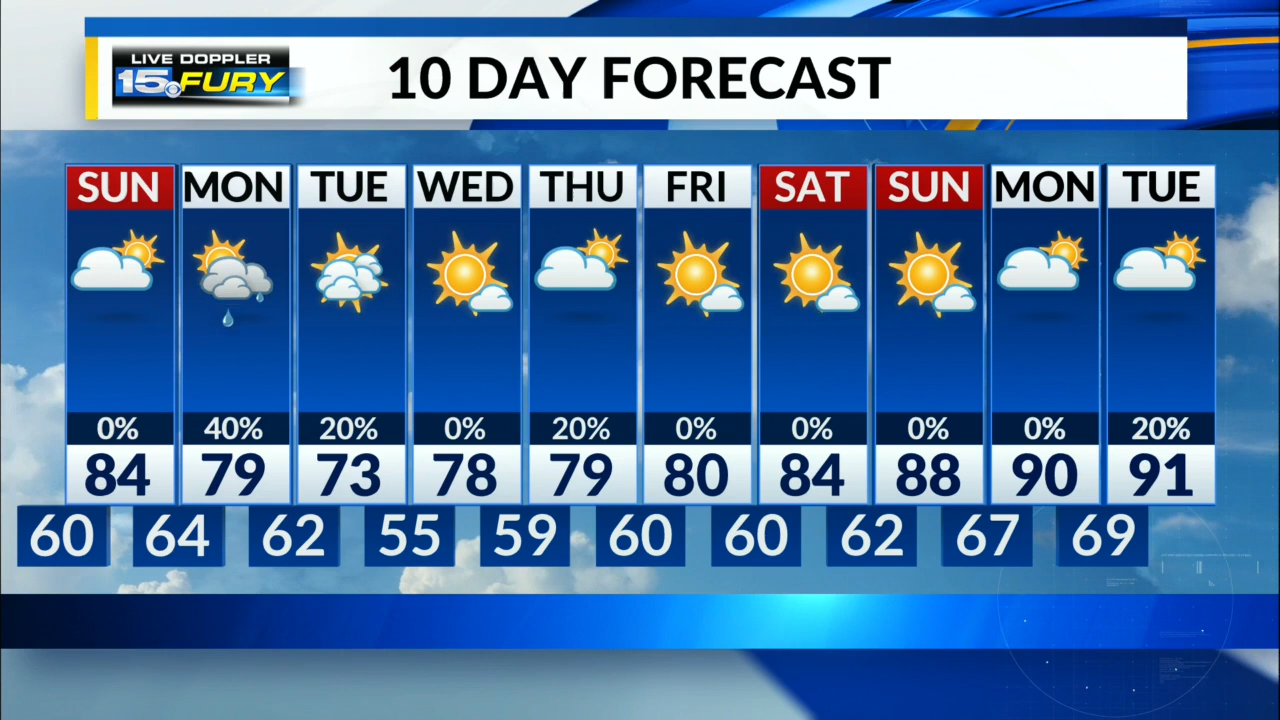 LIVE DOPPLER
15 FURY
10 DAY FORECAST
SUN MON TUE WED THU FRI SAT SUN MON TUE
0% 40% 20% 0% 20% 0% 0% 0% 0% 20%
84 79 73 78 79 80 84 88 90 91
60 64 62 55 59 60 60 62 67 69